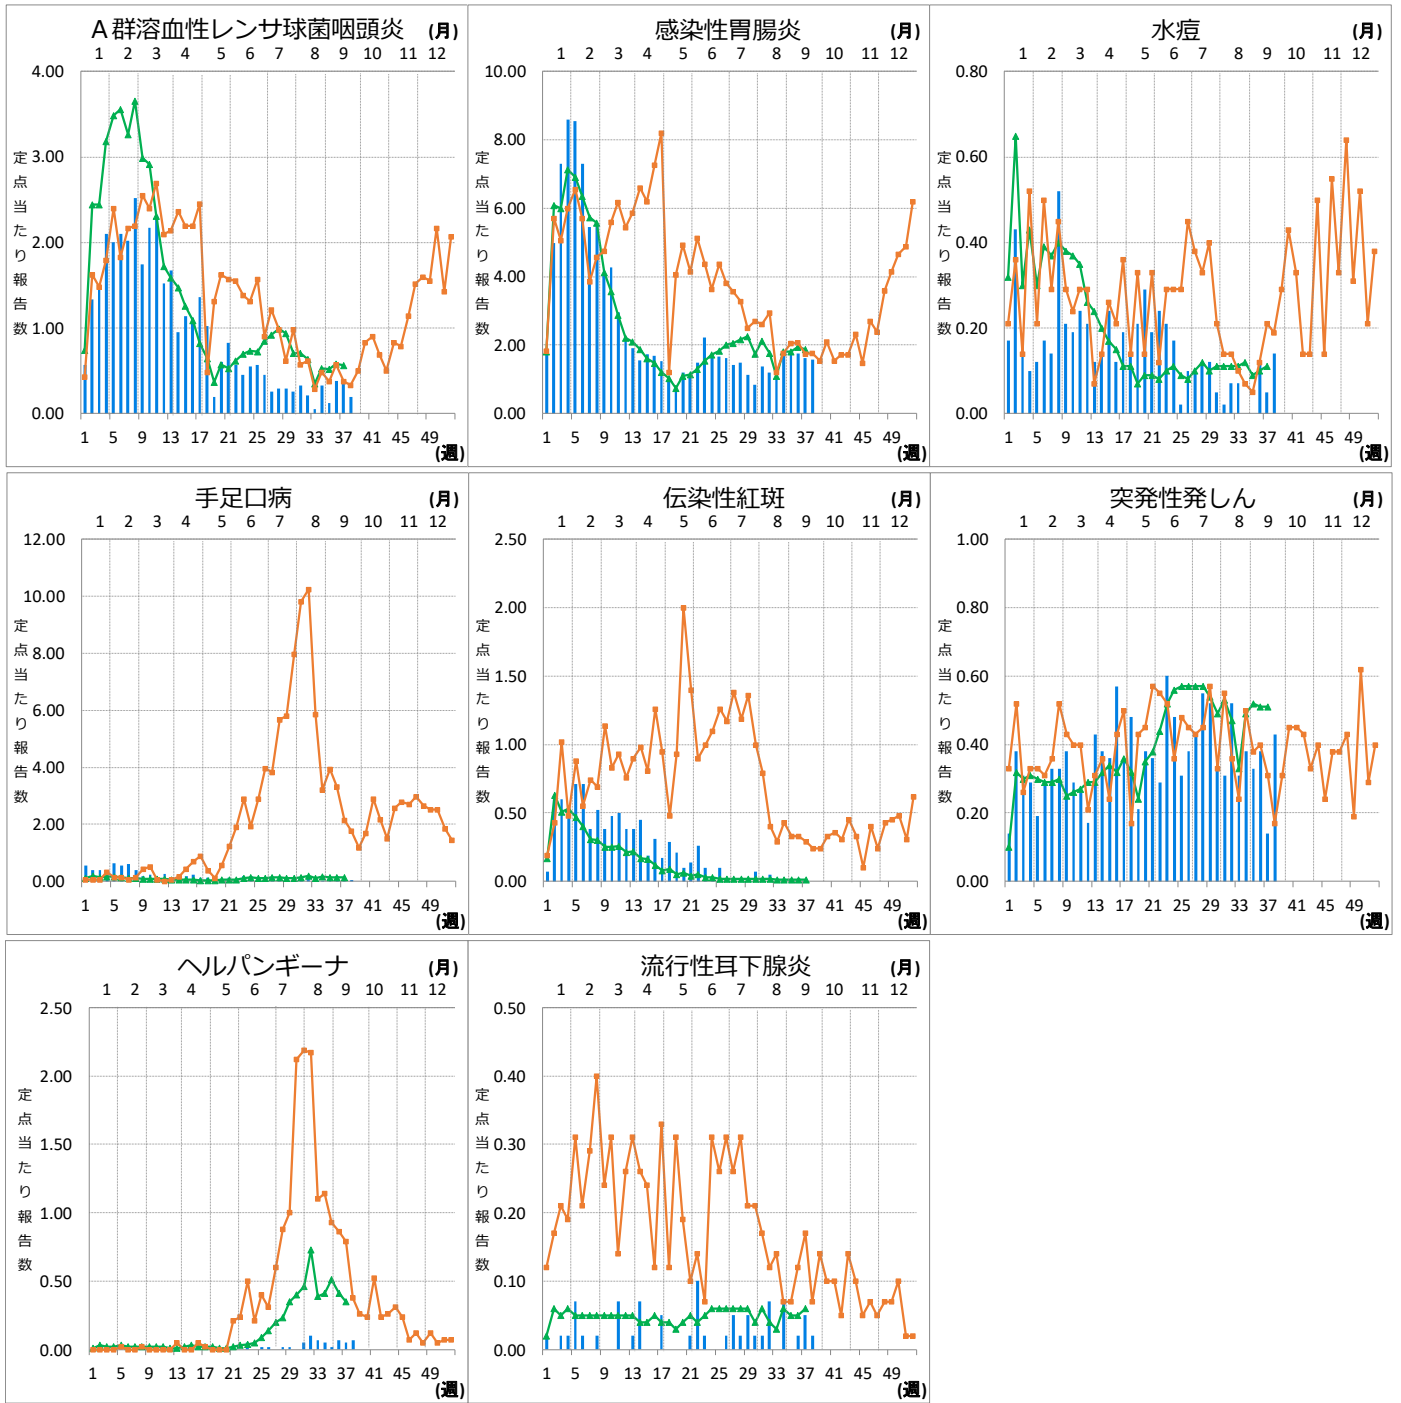 A群溶血性レンサ球菌咽頭炎 (月)
1 2 3 4 5 6 7 8 9 10 11 12
4.00
3.00
2.00
1.00
0.00
定点当たり報告数
1 5 9 13 17 21 25 29 33 37 41 45 49
(週)
感染性胃腸炎 (月)
1 2 3 4 5 6 7 8 9 10 11 12
10.00
8.00
6.00
4.00
2.00
0.00
定点当たり報告数
1 5 9 13 17 21 25 29 33 37 41 45 49
(週)
水痘 (月)
1 2 3 4 5 6 7 8 9 10 11 12
0.80
0.60
0.40
0.20
0.00
定点当たり報告数
1 5 9 13 17 21 25 29 33 37 41 45 49
(週)
手足口病 (月)
1 2 3 4 5 6 7 8 9 10 11 12
12.00
10.00
8.00
6.00
4.00
2.00
0.00
定点当たり報告数
1 5 9 13 17 21 25 29 33 37 41 45 49
(週)
伝染性紅斑 (月)
1 2 3 4 5 6 7 8 9 10 11 12
2.50
2.00
1.50
1.00
0.50
0.00
定点当たり報告数
1 5 9 13 17 21 25 29 33 37 41 45 49
(週)
突発性発しん (月)
1 2 3 4 5 6 7 8 9 10 11 12
1.00
0.80
0.60
0.40
0.20
0.00
定点当たり報告数
1 5 9 13 17 21 25 29 33 37 41 45 49
(週)
ヘルパンギーナ (月)
1 2 3 4 5 6 7 8 9 10 11 12
2.50
2.00
1.50
1.00
0.50
0.00
定点当たり報告数
1 5 9 13 17 21 25 29 33 37 41 45 49
(週)
流行性耳下腺炎 (月)
1 2 3 4 5 6 7 8 9 10 11 12
0.50
0.40
0.30
0.20
0.10
0.00
定点当たり報告数
1 5 9 13 17 21 25 29 33 37 41 45 49
(週)